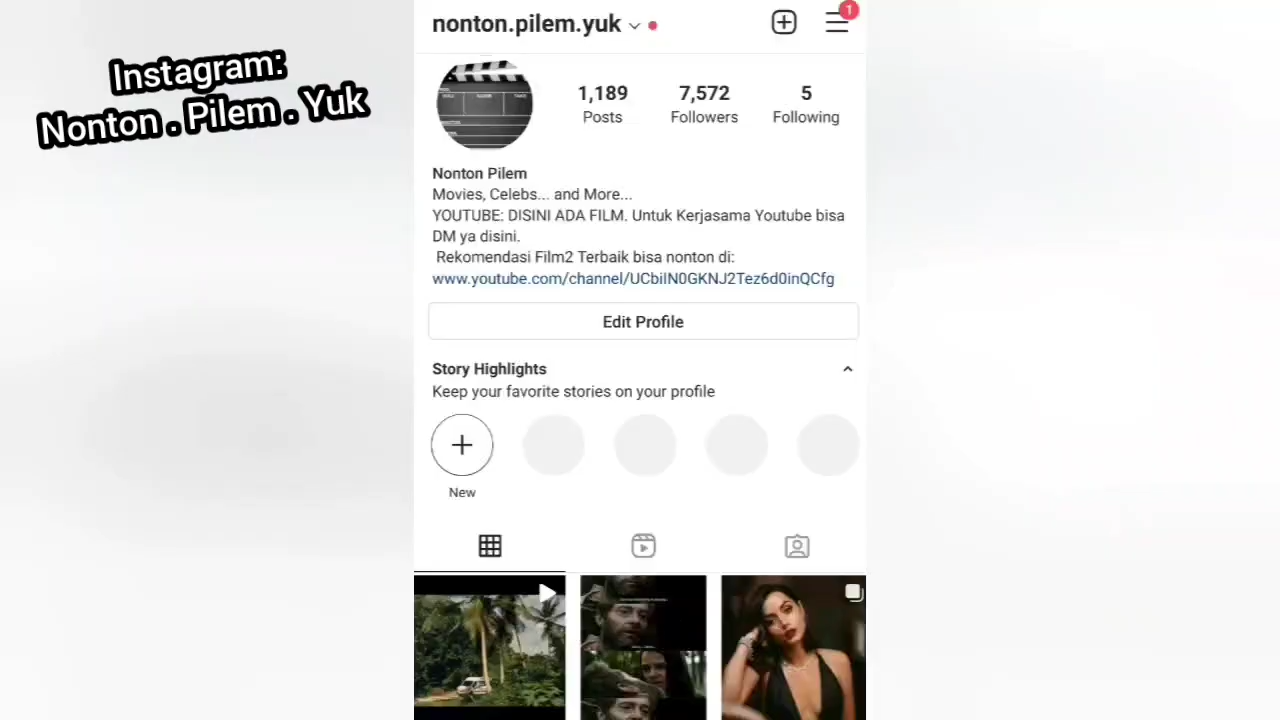 Instagram:
Nonton . Pilem . Yuk
nonton.pilem.yuk
1
1,189
7,572
5
Posts
Followers
Following
Nonton Pilem
Movies, Celebs... and More...
YOUTUBE: DISINI ADA FILM. Untuk Kerjasama Youtube bisa
DM ya disini.
Rekomendasi Film2 Terbaik bisa nonton di:
www.youtube.com/channel/UCbiIN0GKNJ2Tez6d0inQCfg
Edit Profile
Story Highlights
Keep your favorite stories on your profile
New